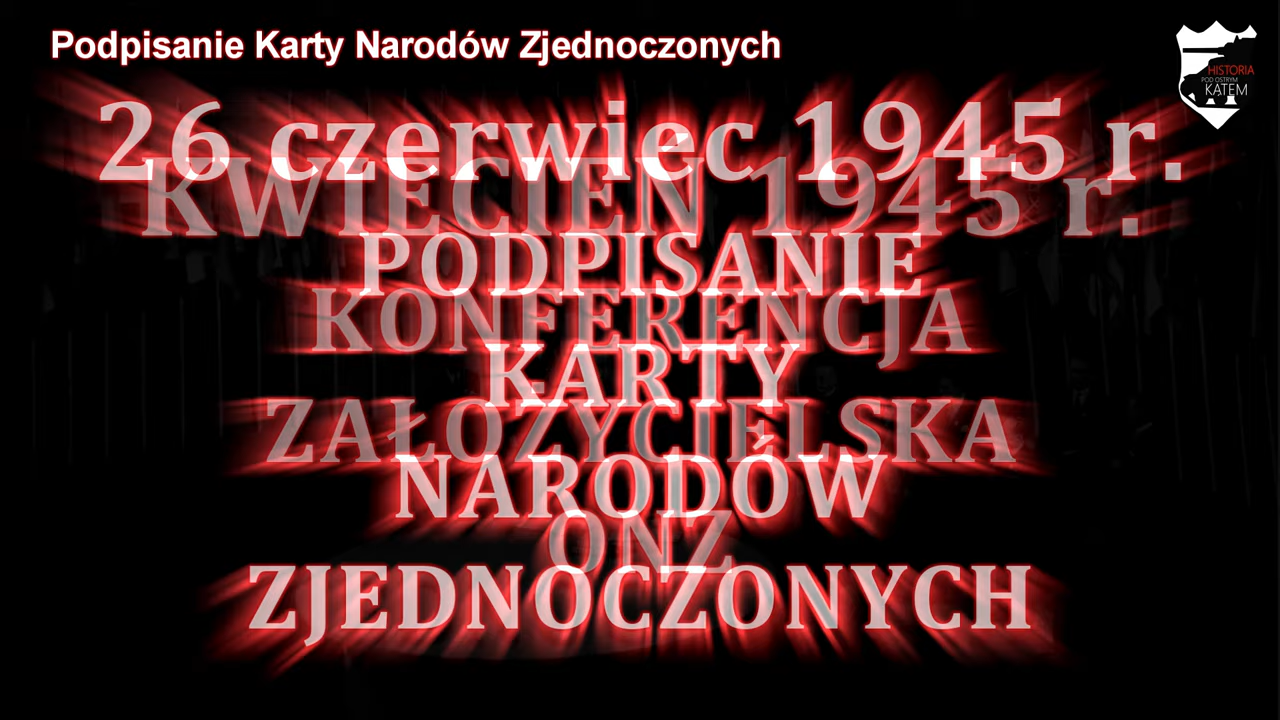 Podpisanie Karty Narodów Zjednoczonych
HISTORIA
POD OSTRYM
KĄTEM
26 czerwiec 1945 r.
KWIECIEŃ 1945 r.
PODPISANIE
KONFERENCJA
KARTY
ZAŁOŻYCIELSKA
NARODÓW
ONZ
ZJEDNOCZONYCH